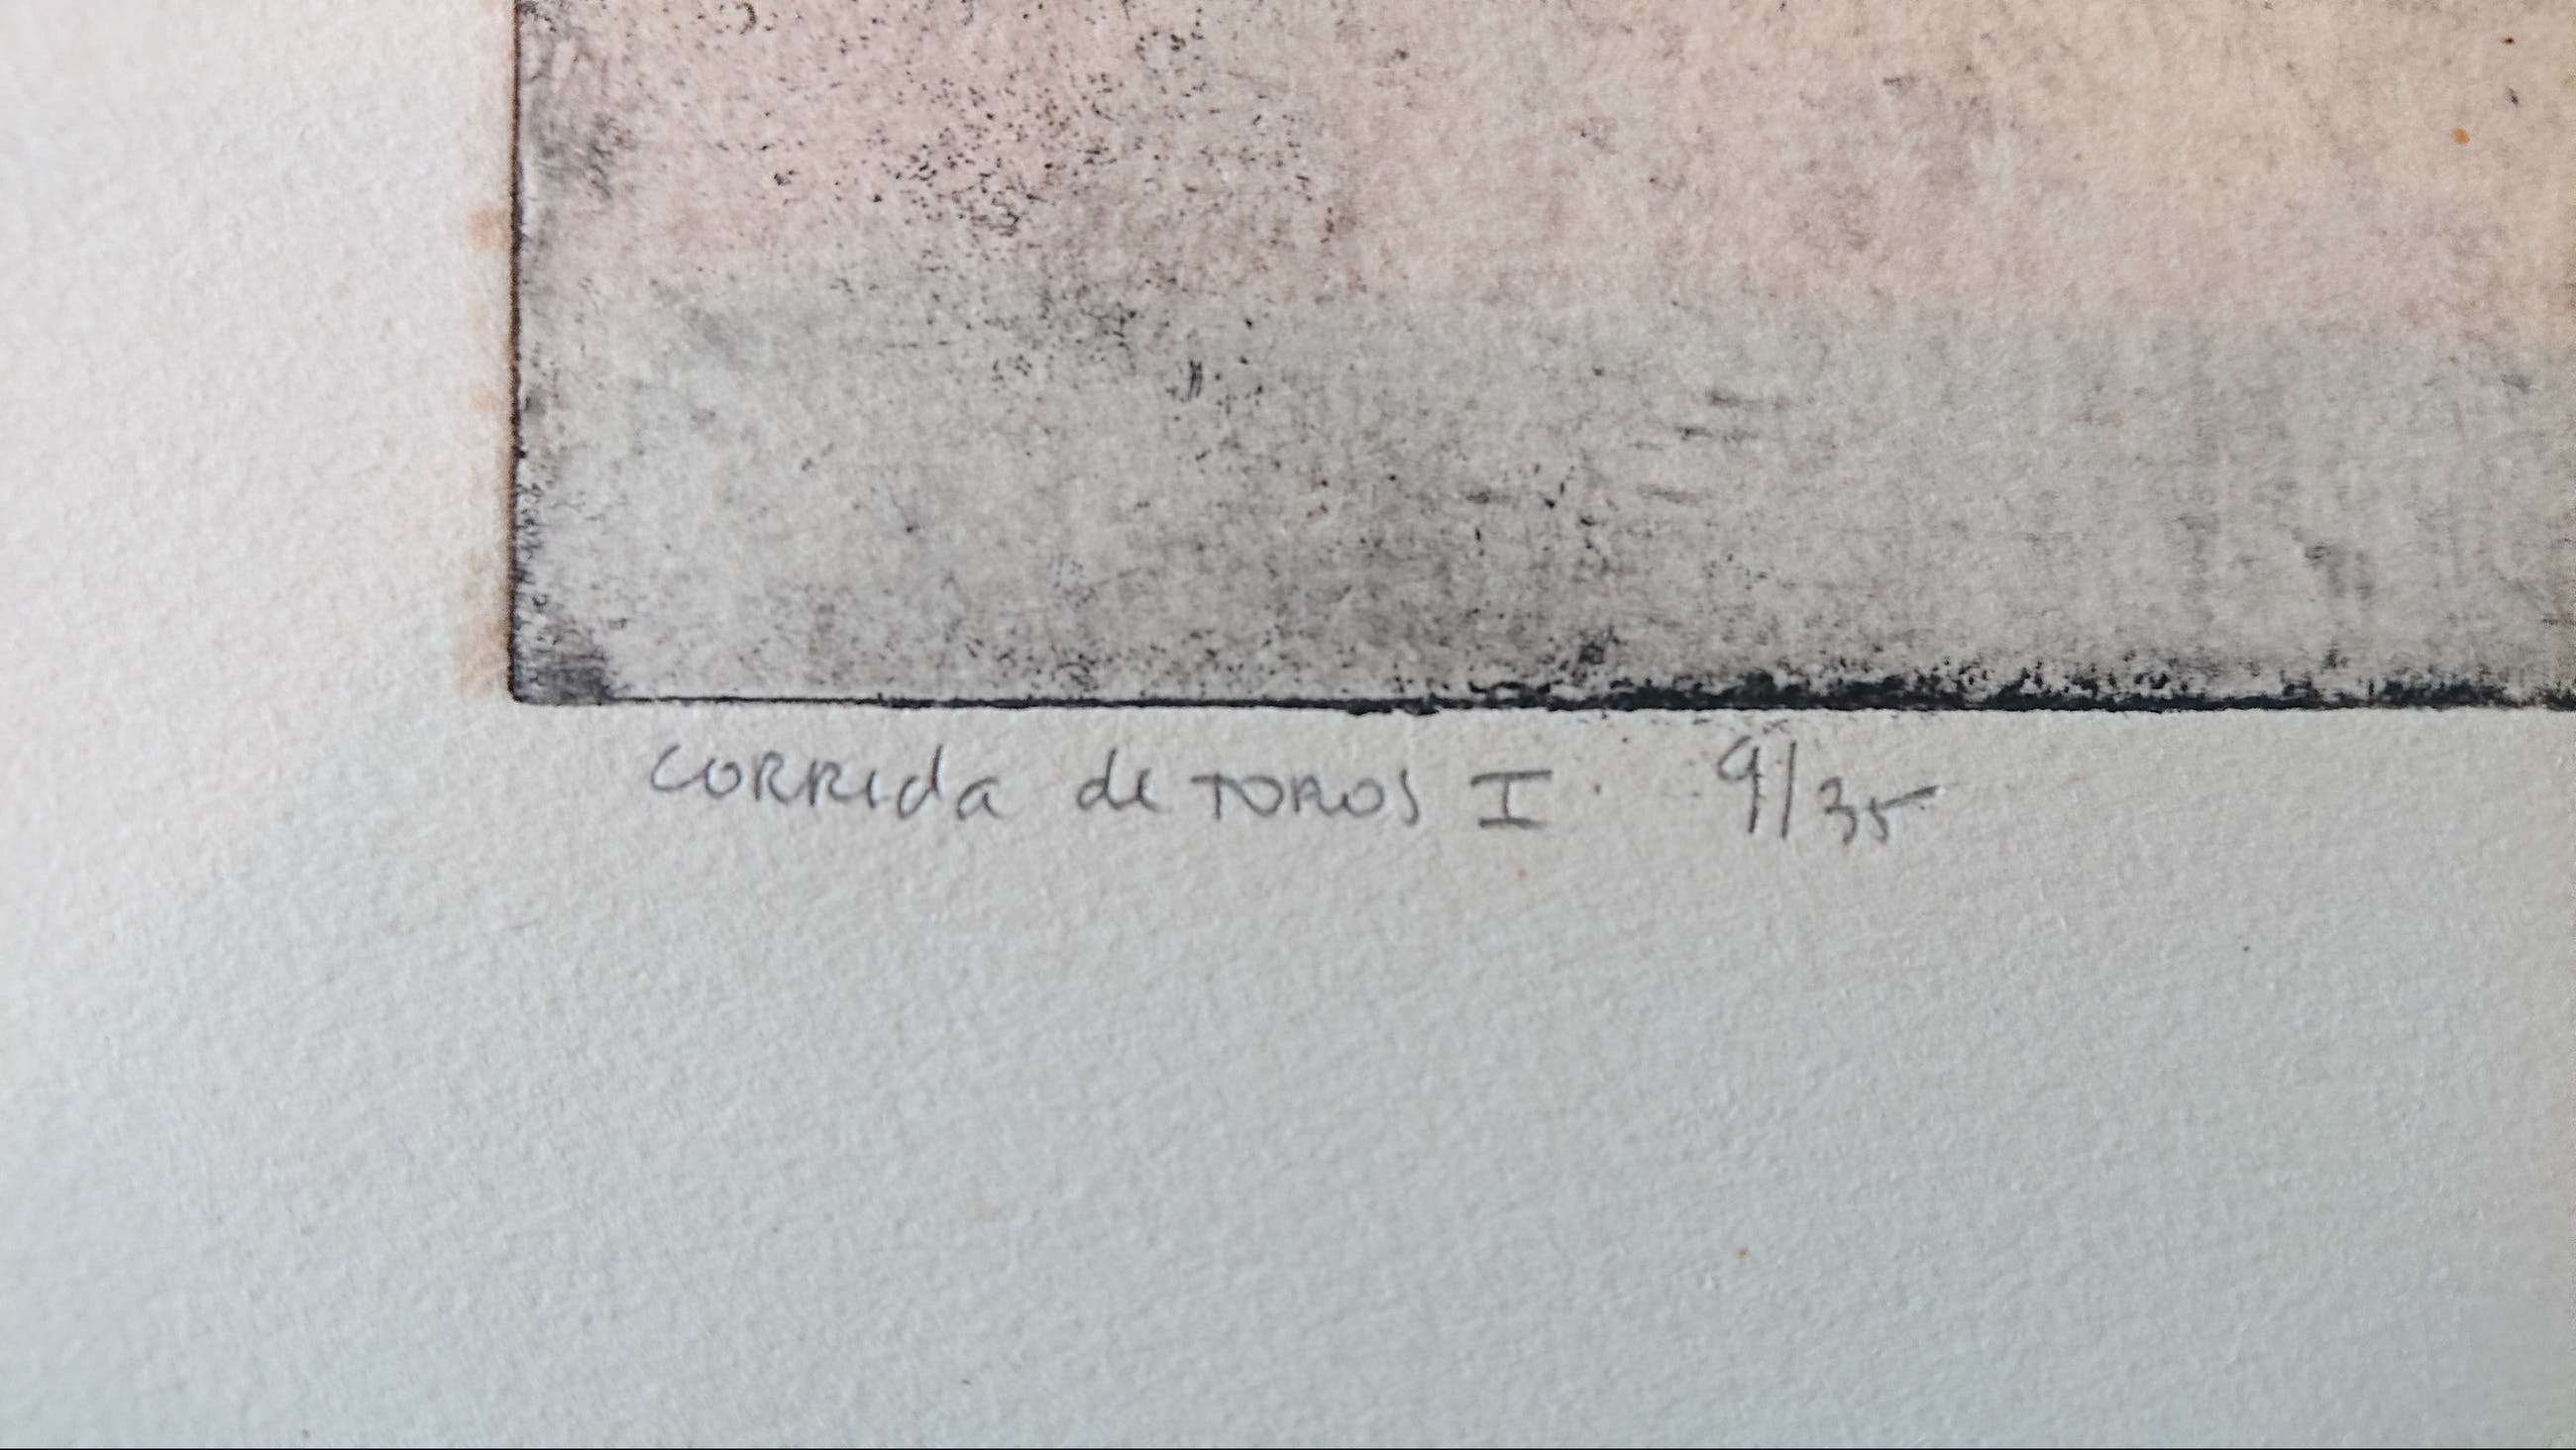 CORRIda de TOROS I. 9/35